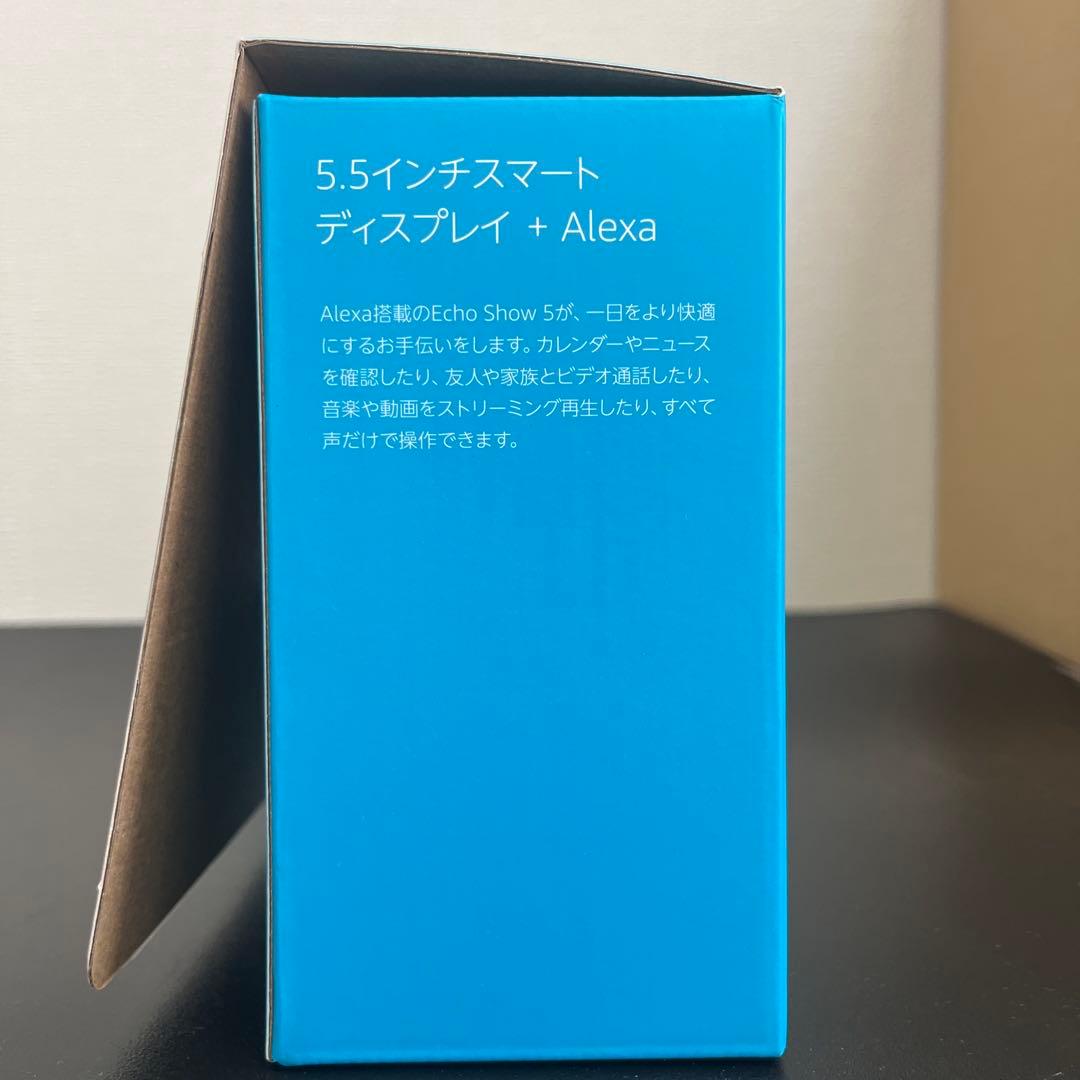 5.5インチスマート
ディスプレイ + Alexa
Alexa搭載のEcho Show 5が、一日をより快適
にするお手伝いをします。カレンダーやニュース
を確認したり、友人や家族とビデオ通話したり、
音楽や動画をストリーミング再生したり、すべて
声だけで操作できます。